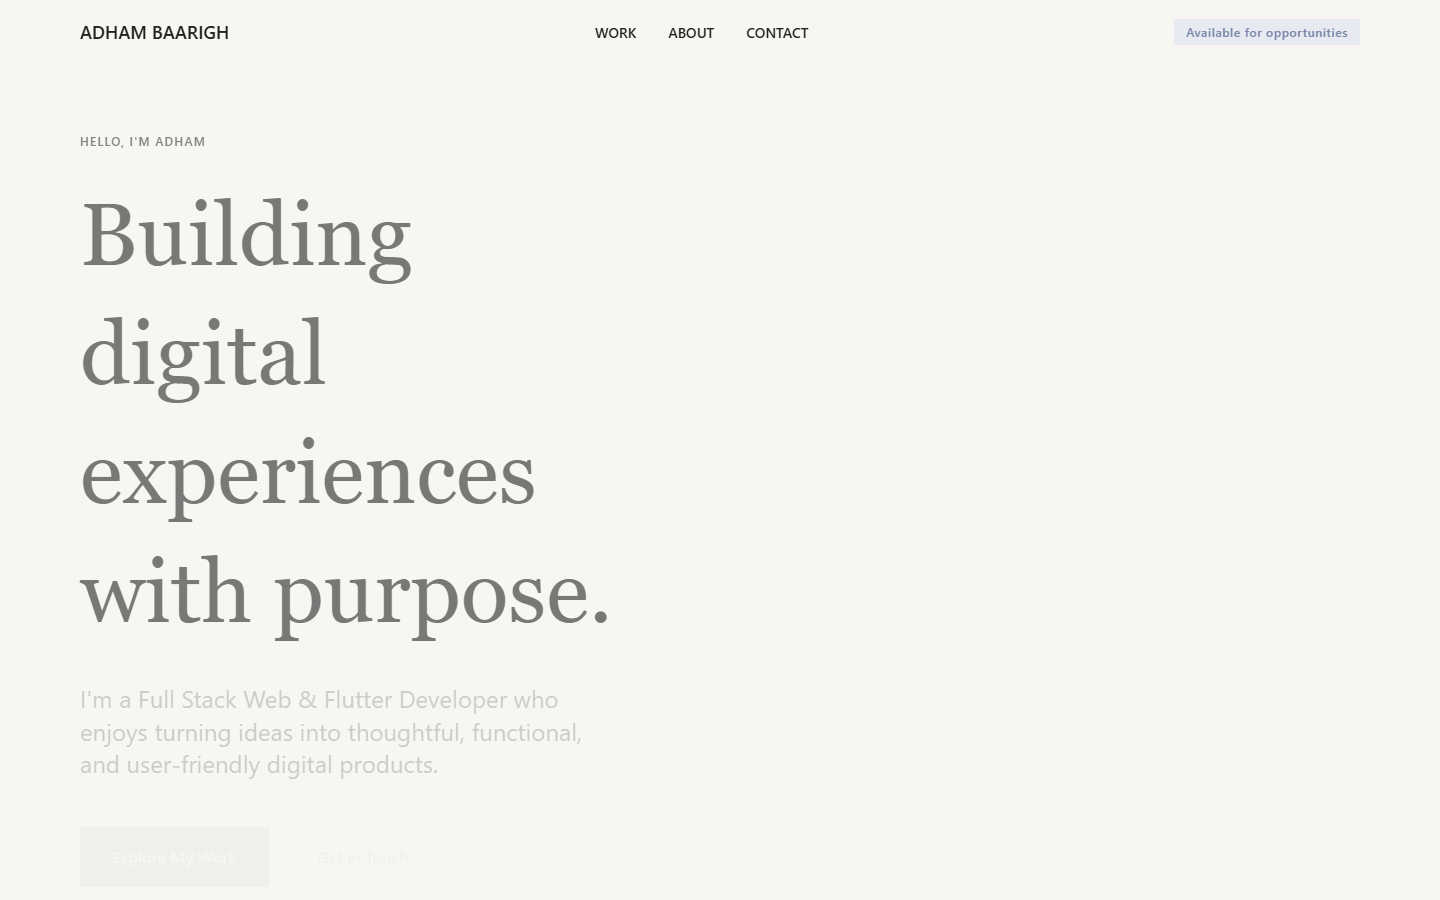 ADHAM BAARIGH
WORK ABOUT CONTACT
Available for opportunities
HELLO, I'M ADHAM
Building
digital
experiences
with purpose.
I'm a Full Stack Web & Flutter Developer who
enjoys turning ideas into thoughtful, functional,
and user-friendly digital products.
Explore My Work
Get in Touch